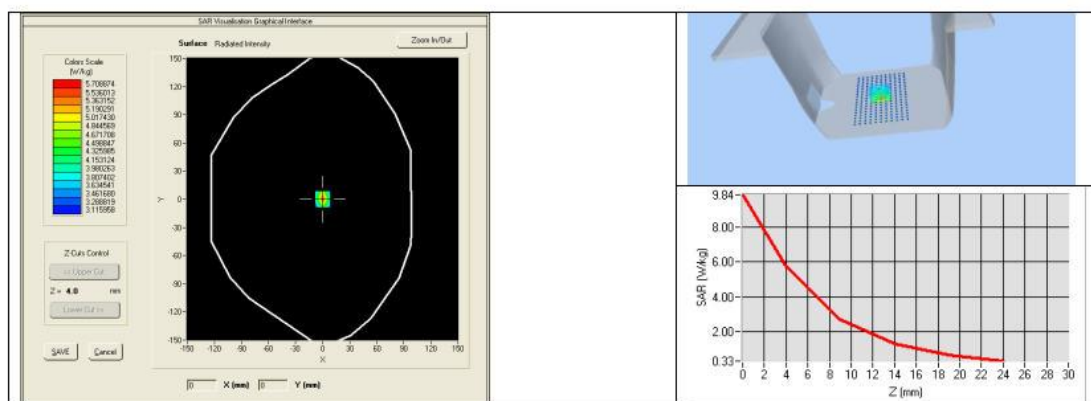 SAR Visualisation Graphical Interface
Surface Radiated Intensity
Zoom In/Out
Colors Scale
(W/kg)
5.708874
5.536013
5.363152
5.190291
5.017430
4.844569
4.671708
4.498847
4.325985
4.153124
3.980263
3.807402
3.634541
3.461680
3.288819
3.115958
150
120
90
60
30
0
-30
-60
-90
-120
-150
Y
-150 -120 -90 -60 -30 0 30 60 90 120 150
X
Z-Cuts Control
<< Upper Cut
Z = 4.0 mm
Lower Cut >>
SAVE Cancel
0 X (mm) 0 Y (mm)
9.84
8.00
6.00
4.00
2.00
0.33
SAR (W/kg)
0 2 4 6 8 10 12 14 16 18 20 22 24 26 28 30
Z (mm)